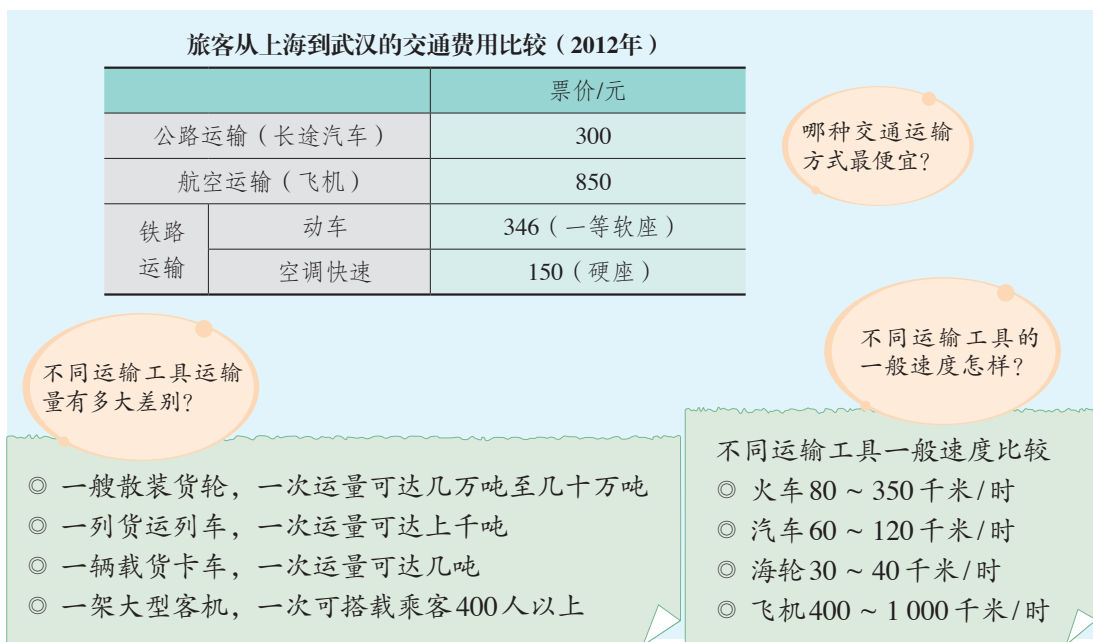 旅客从上海到武汉的交通费用比较（2012年）
票价/元
公路运输（长途汽车） 300
航空运输（飞机） 850
铁路
运输
动车 346（一等软座）
空调快速 150（硬座）
哪种交通运输
方式最便宜？
不同运输工具运输
量有多大差别？
不同运输工具的
一般速度怎样？
◎ 一艘散装货轮，一次运量可达几万吨至几十万吨
◎ 一列货运列车，一次运量可达上千吨
◎ 一辆载货卡车，一次运量可达几吨
◎ 一架大型客机，一次可搭载乘客400人以上
不同运输工具一般速度比较
◎ 火车80～350千米/时
◎ 汽车60～120千米/时
◎ 海轮30～40千米/时
◎ 飞机400～1 000千米/时